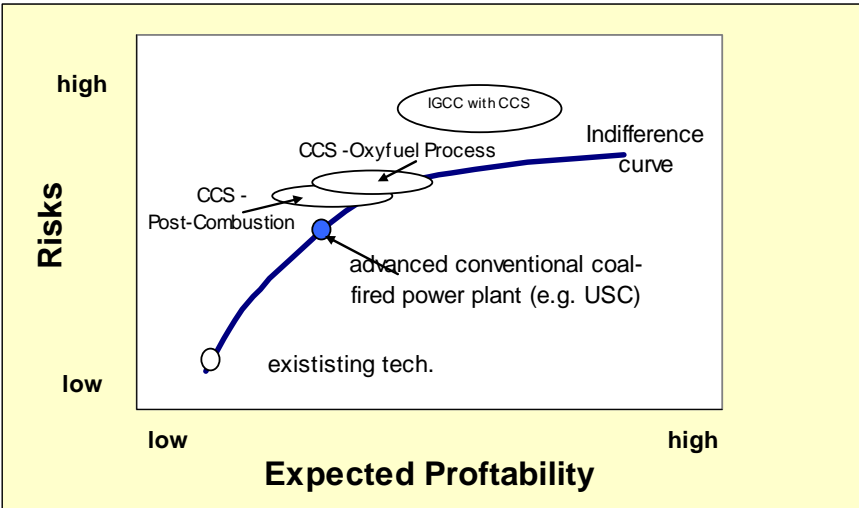 high
IGCC with CCS
Indifference
curve
CCS -Oxyfuel Process
CCS -
Post-Combustion
Risks
advanced conventional coal-
fired power plant (e.g. USC)
exististing tech.
low
low
high
Expected Proftability